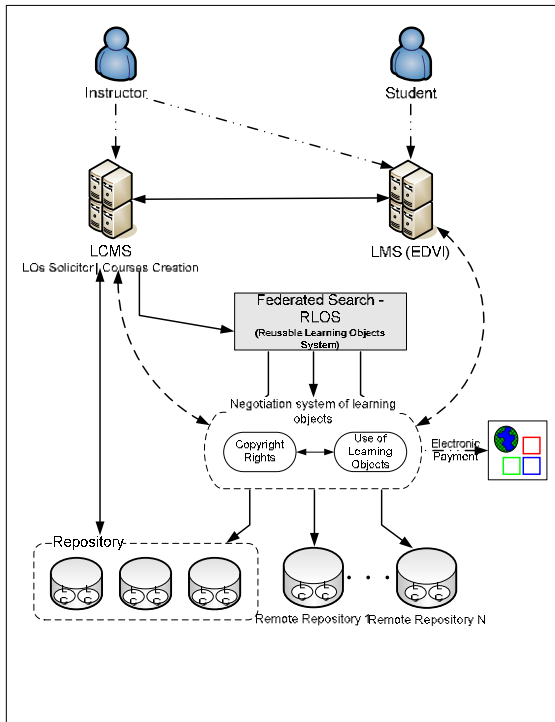 Instructor
Student
LCMS
LOs Solicitor| Courses Creation
LMS (EDVI)
Federated Search -
RLOS
(Reusable Learning Objects
System)
Negotiation system of learning
objects
Copyright
Rights
Use of
Learning
Objects
Electronic
Payment
Repository
Remote Repository 1
Remote Repository N